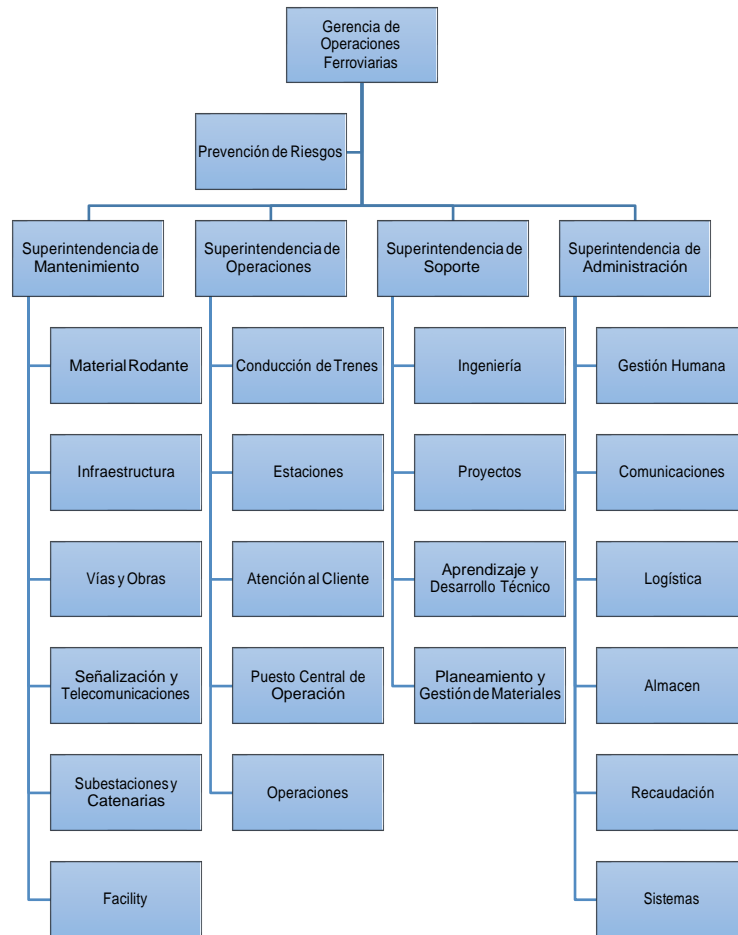 Gerencia de
Operaciones
Ferroviarias
Prevención de Riesgos
Superintendencia de
Mantenimiento
Superintendencia de
Operaciones
Superintendencia de
Soporte
Superintendencia de
Administración
Material Rodante
Infraestructura
Vías y Obras
Señalización y
Telecomunicaciones
Subestaciones y
Catenarias
Facility
Conducción de Trenes
Estaciones
Atención al Cliente
Puesto Central de
Operación
Operaciones
Ingeniería
Proyectos
Aprendizaje y
Desarrollo Técnico
Planeamiento y
Gestión de Materiales
Gestión Humana
Comunicaciones
Logística
Almacen
Recaudación
Sistemas